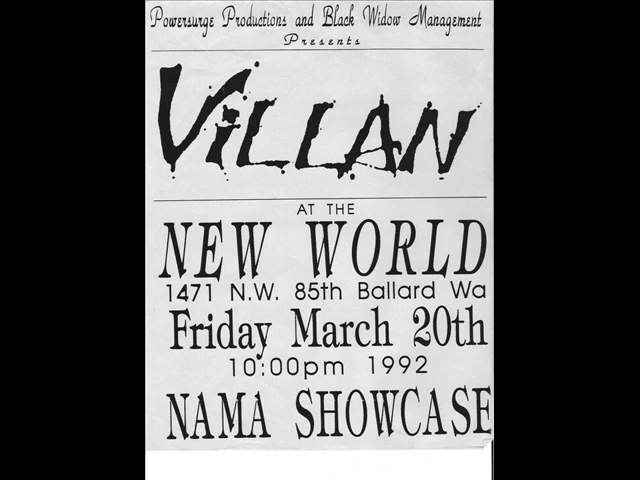 Powersurge Productions and Black Widow Management
Presents
ViLLAN
AT THE
NEW WORLD
1471 N.W. 85th Ballard Wa
Friday March 20th
10:00pm 1992
NAMA SHOWCASE